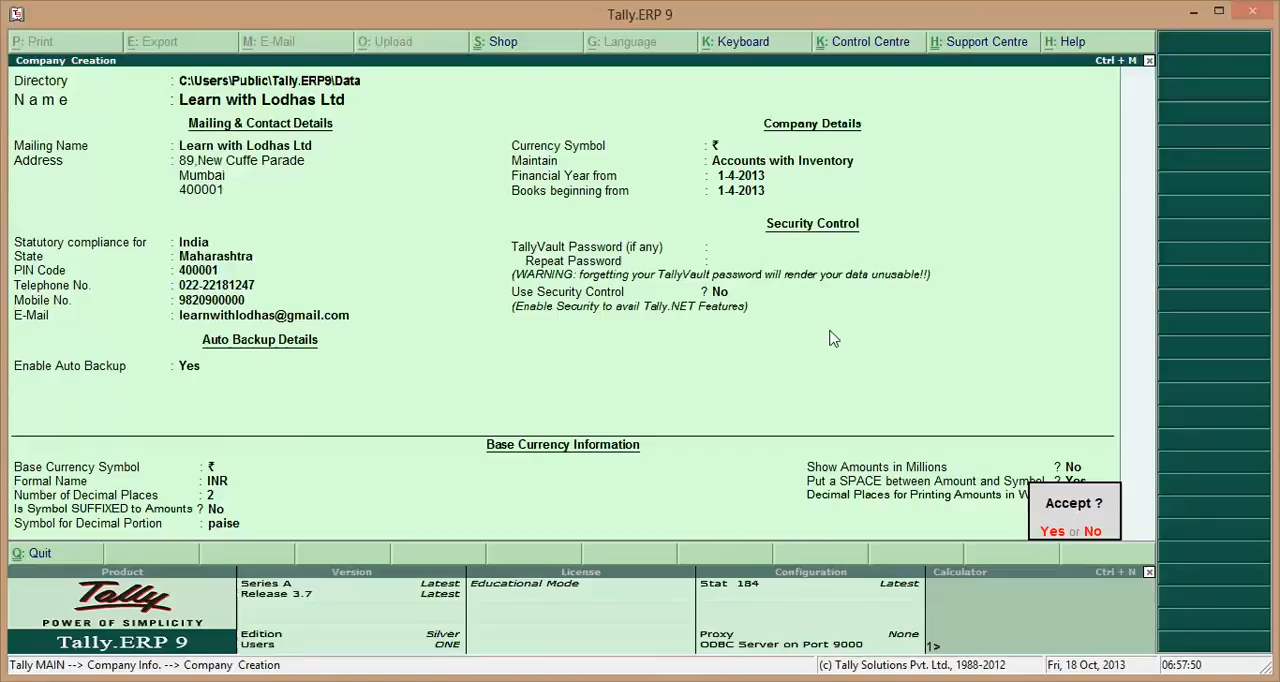 Tally.ERP 9
P: Print E: Export M: E-Mail O: Upload S: Shop G: Language K: Keyboard K: Control Centre H: Support Centre H: Help
Company Creation Ctrl + M
Directory : C:\Users\Public\Tally.ERP9\Data
Name : Learn with Lodhas Ltd
Mailing & Contact Details
Mailing Name : Learn with Lodhas Ltd
Address : 89,New Cuffe Parade
Mumbai
400001
Statutory compliance for : India
State : Maharashtra
PIN Code : 400001
Telephone No. : 022-22181247
Mobile No. : 9820900000
E-Mail : learnwithlodhas@gmail.com
Auto Backup Details
Enable Auto Backup : Yes
Company Details
Currency Symbol : ₹
Maintain : Accounts with Inventory
Financial Year from : 1-4-2013
Books beginning from : 1-4-2013
Security Control
TallyVault Password (if any) :
Repeat Password :
(WARNING: forgetting your TallyVault password will render your data unusable!!)
Use Security Control ? No
(Enable Security to avail Tally.NET Features)
Base Currency Information
Base Currency Symbol : ₹
Formal Name : INR
Number of Decimal Places : 2
Is Symbol SUFFIXED to Amounts ? No
Symbol for Decimal Portion : paise
Show Amounts in Millions ? No
Put a SPACE between Amount and Symbol ? Yes
Decimal Places for Printing Amounts in W
Accept ?
Yes or No
Q: Quit
Product Version License Configuration Calculator Ctrl + N
Tally
POWER OF SIMPLICITY
Tally.ERP 9
Series A Latest
Release 3.7 Latest
Edition Silver
Users ONE
Educational Mode
Stat 184 Latest
Proxy None
ODBC Server on Port 9000
1>
Tally MAIN --> Company Info. --> Company Creation (c) Tally Solutions Pvt. Ltd., 1988-2012 Fri, 18 Oct, 2013 06:57:50